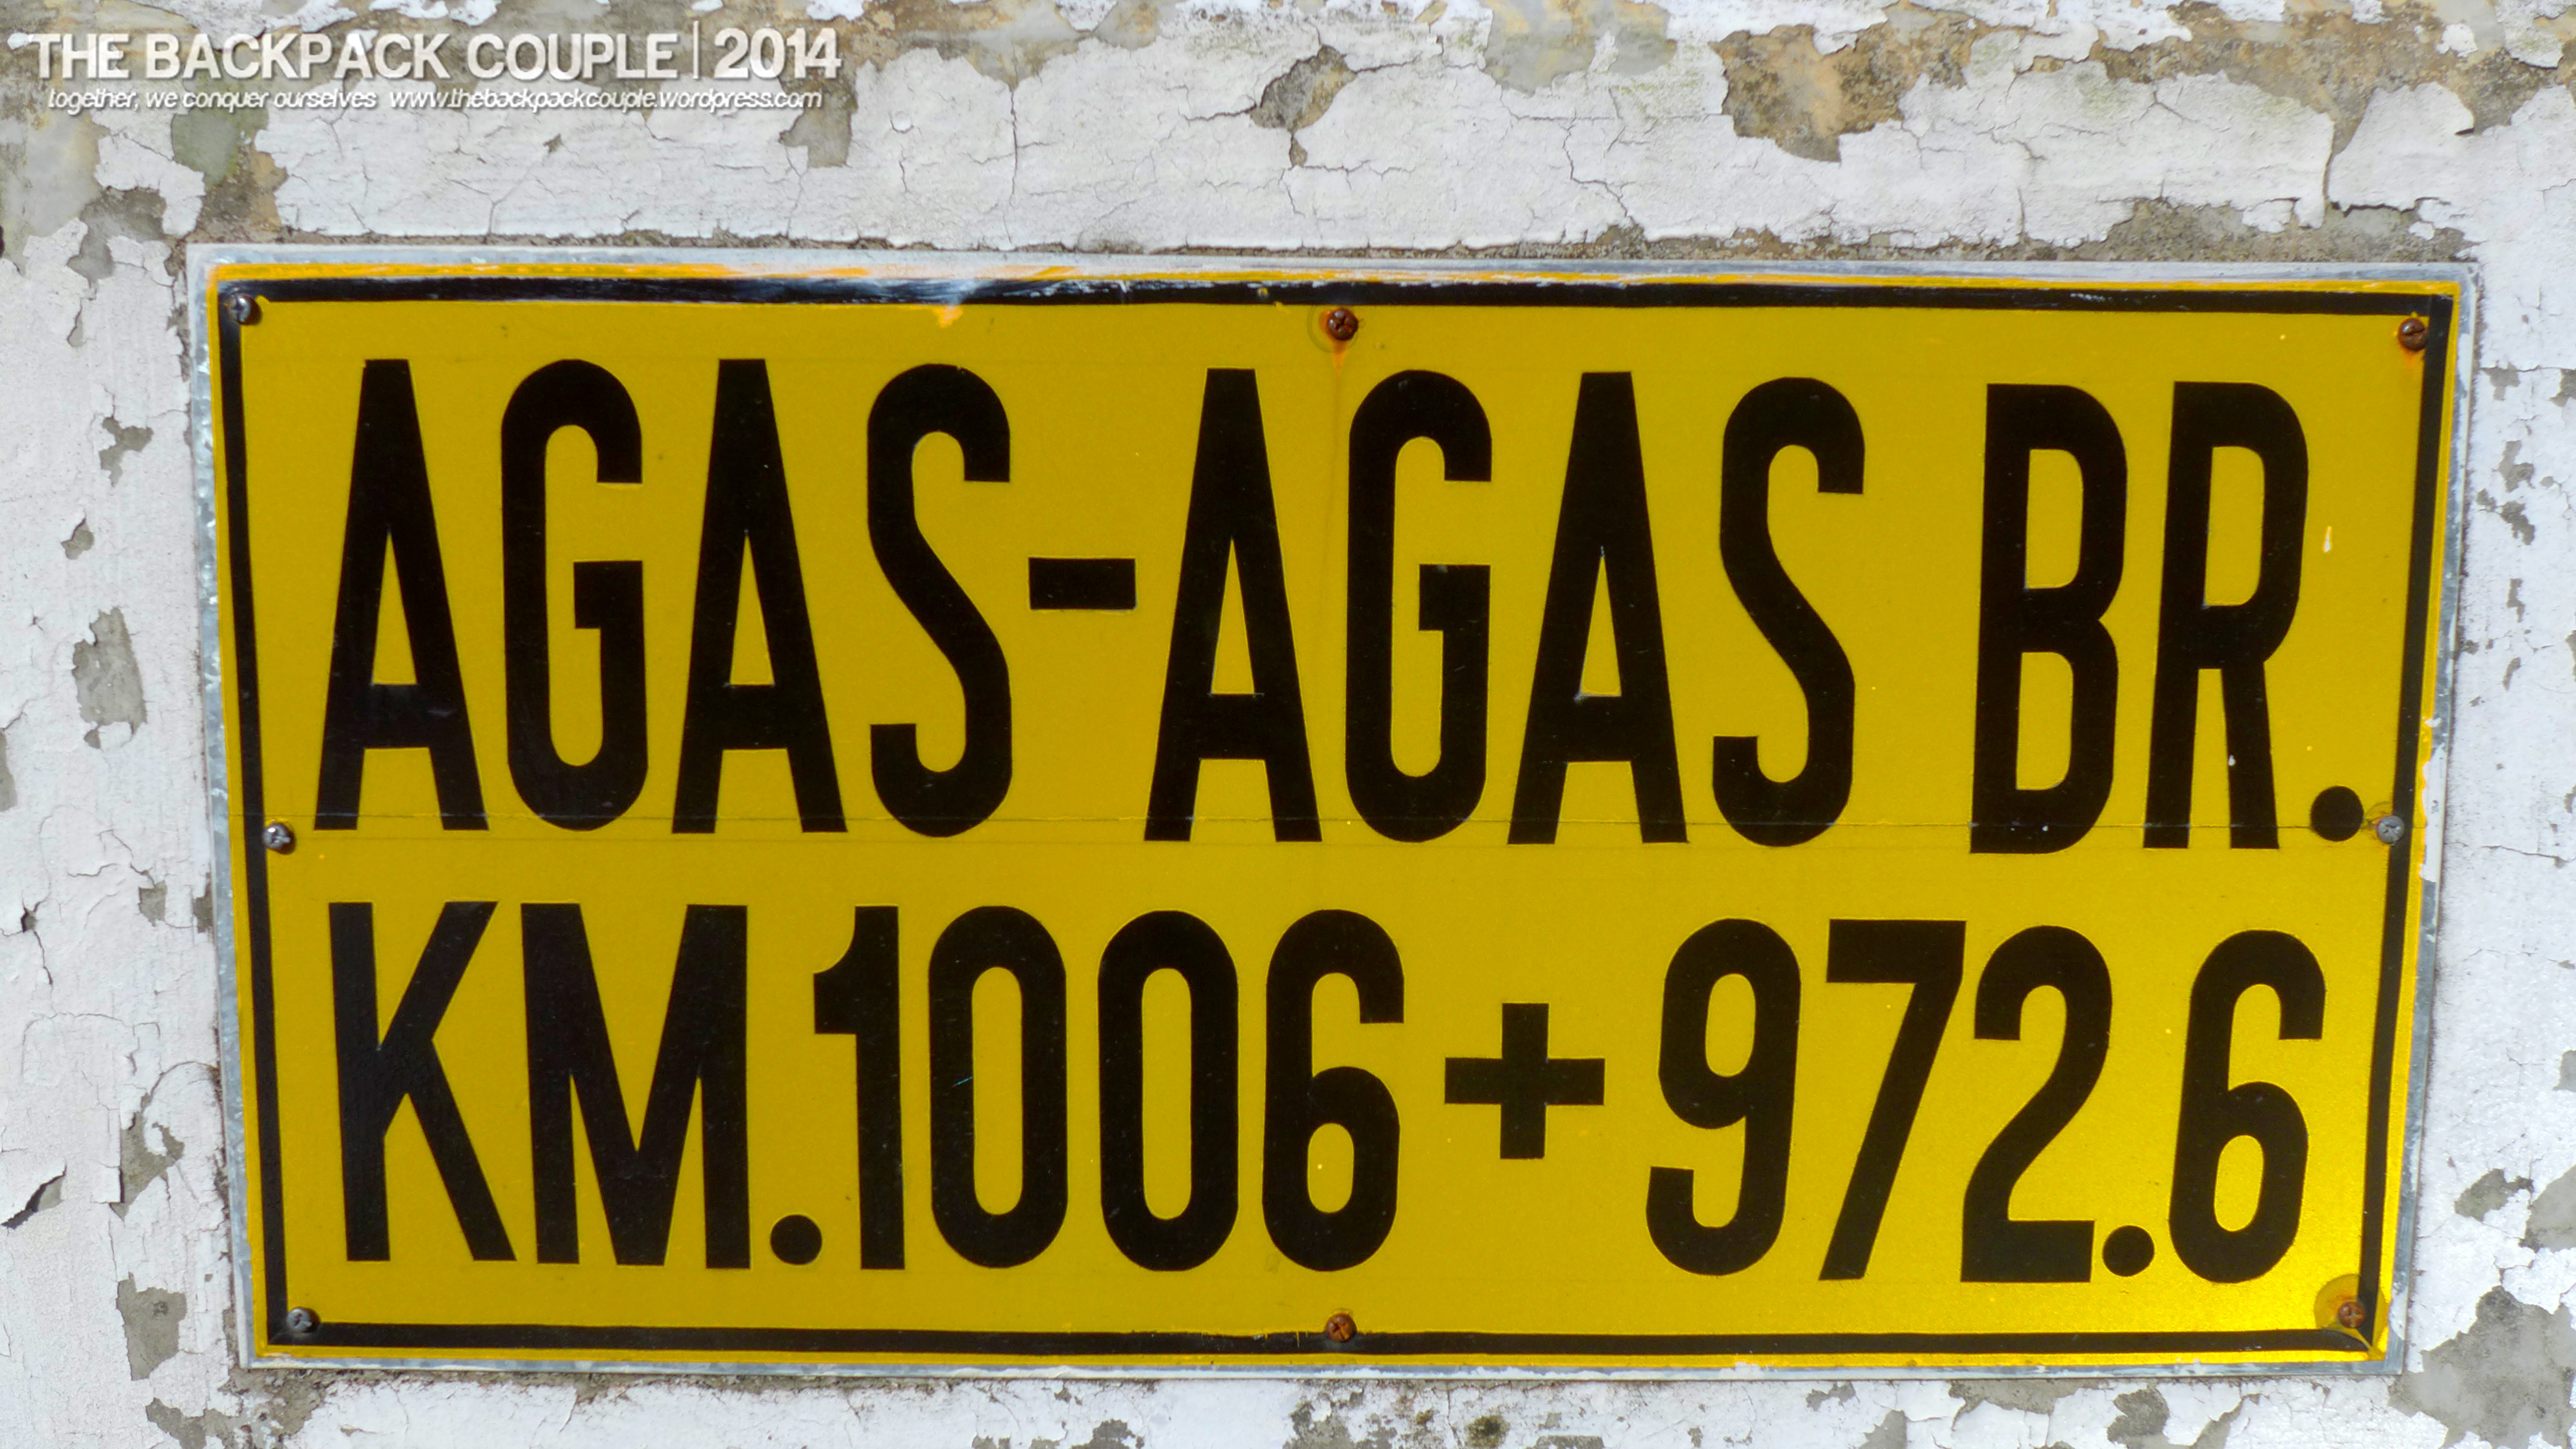 THE BACKPACK COUPLE | 2014
together, we conquer ourselves www.thebackpackcouple.wordpress.com
AGAS-AGAS BR.
KM.1006+972.6